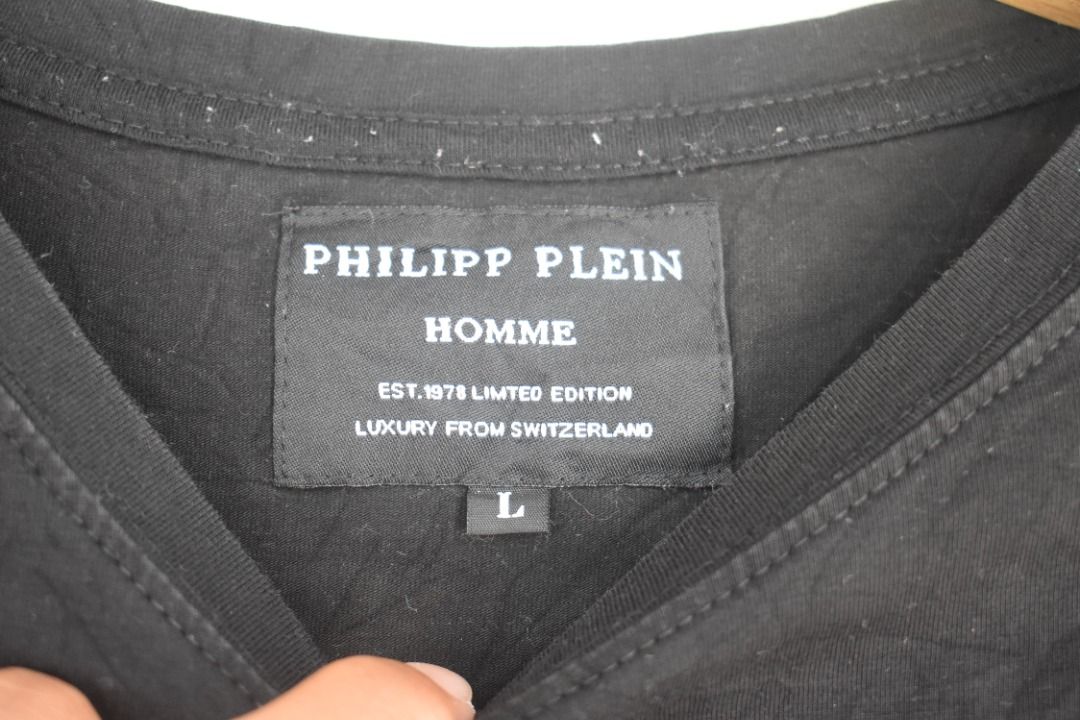 PHILIPP PLEIN
HOMME
EST.1978 LIMTED EDITION
LUXURY FROM SWITZERLAND
L